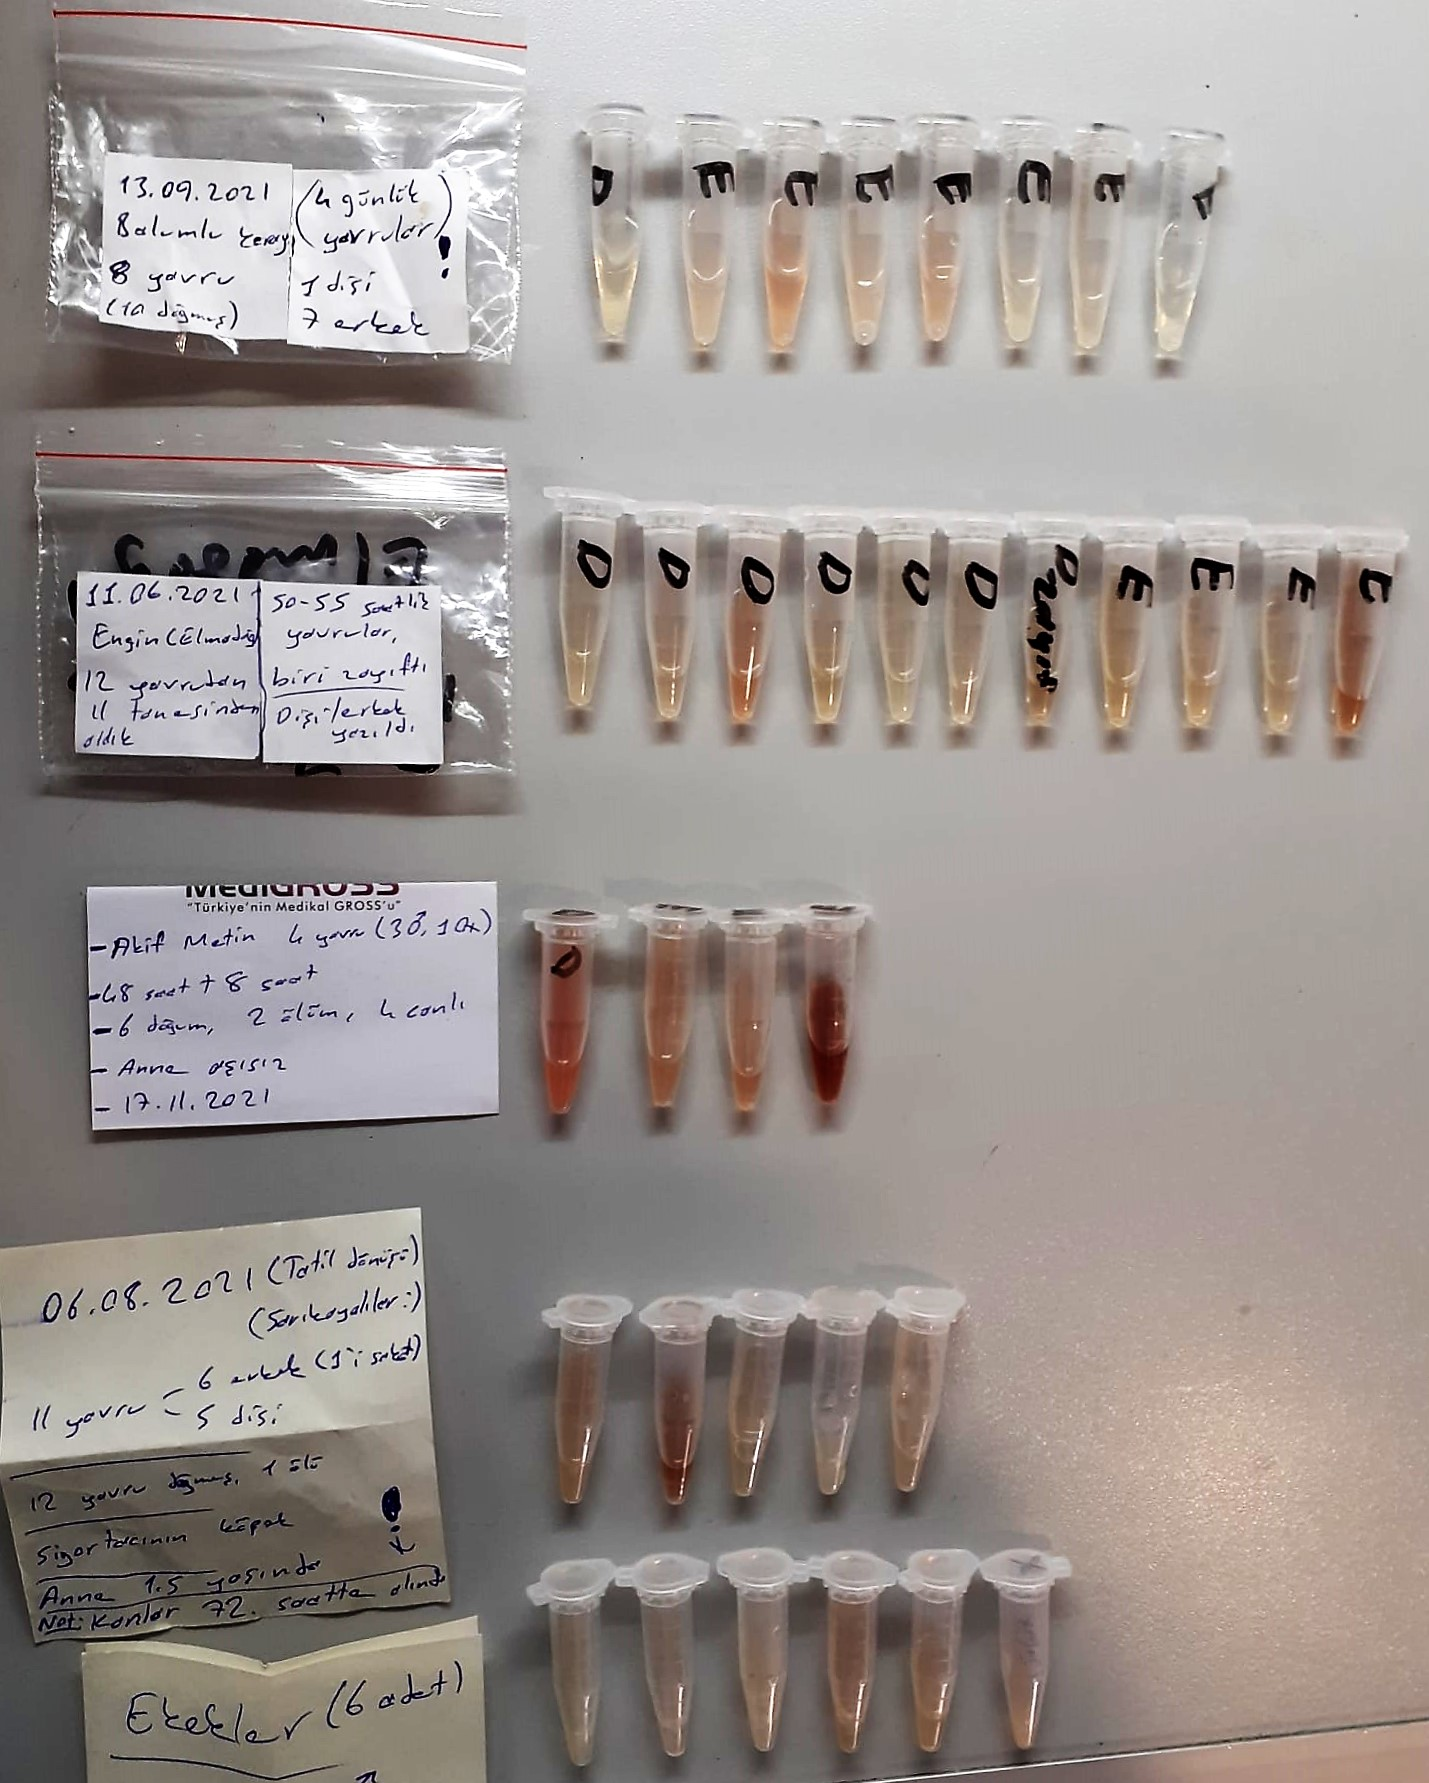 13.09.2021
8 yavru
(10 doğmuş)
(4 günlük
yavrular)
!
1 dişi
7 erkek
D
E
E
E
E
E
E
11.06.2021
Engin (Elmadağ
12 yavrudan
11 tanesinden
aldık
50-55 saatlik
yavrular,
biri zayıftı
Dişi/erkek
yazıldı
D
D
D
D
D
D
D zayıf
E
E
E
E
MediGROSS
"Türkiye'nin Medikal GROSS'u"
- Akif Metin 4 yavru (3♂,
- 48 saat + 8 saat
- 6 doğum, 2 ölüm, 4 canlı
- Anne aşısız
- 17.11.2021
D
06.08.2021 (Tatil dönüşü)
(Sarıkayalılar :)
11 yavru
6 erkek (1'i sakat)
5 dişi
12 yavru doğmuş, 1 ölü
Sigortacının köpek
Anne 1.5 yaşında
Not: Kanlar 72. saatte alındı
Ekekler (6 adet)